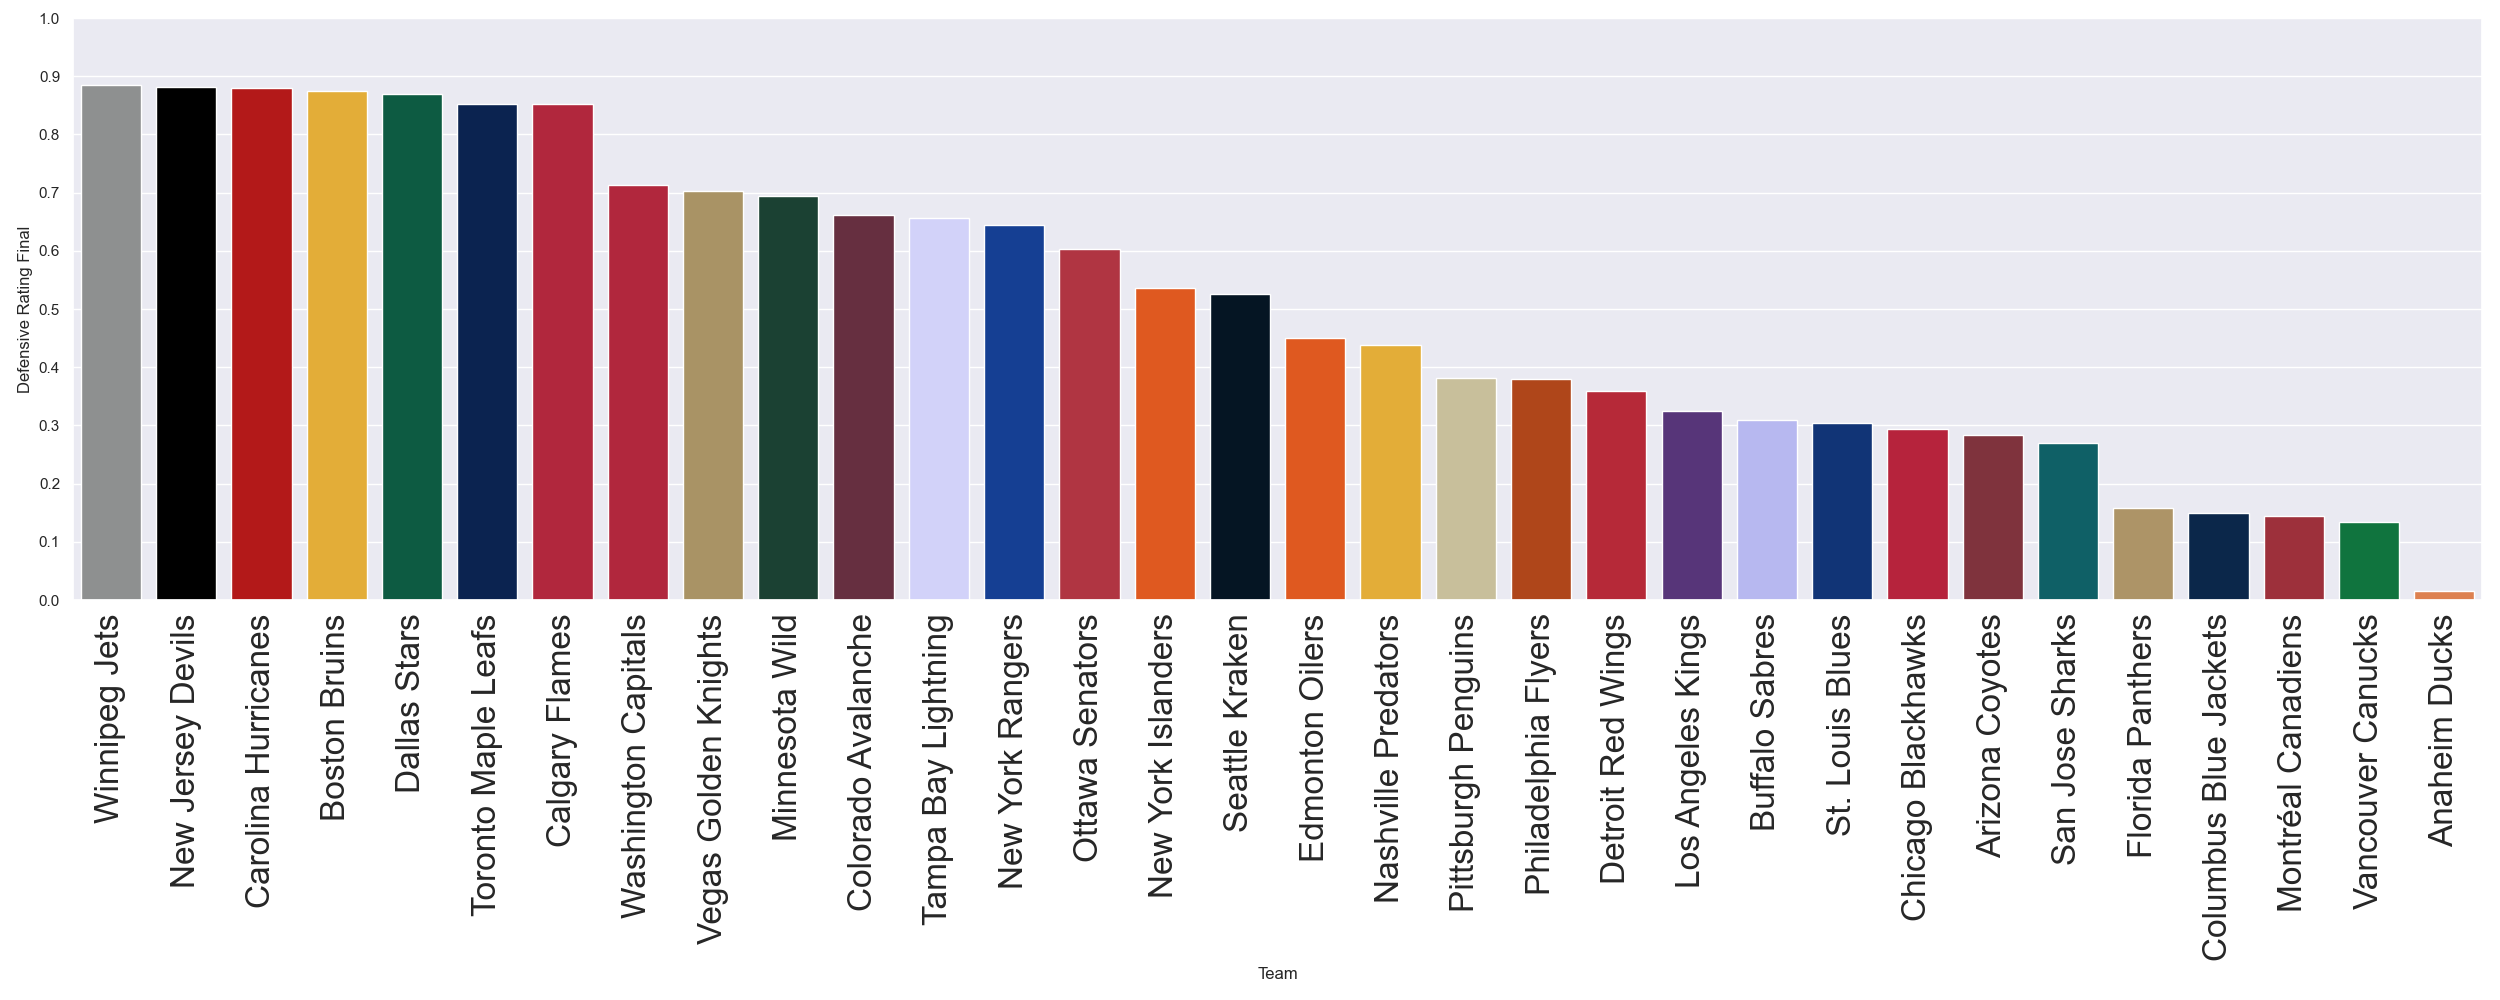 1.0
0.9
0.8
0.7
0.6
0.5
0.4
0.3
0.2
0.1
0.0
Defensive Rating Final
Winnipeg Jets
New Jersey Devils
Carolina Hurricanes
Boston Bruins
Dallas Stars
Toronto Maple Leafs
Calgary Flames
Washington Capitals
Vegas Golden Knights
Minnesota Wild
Colorado Avalanche
Tampa Bay Lightning
New York Rangers
Ottawa Senators
New York Islanders
Seattle Kraken
Edmonton Oilers
Nashville Predators
Pittsburgh Penguins
Philadelphia Flyers
Detroit Red Wings
Los Angeles Kings
Buffalo Sabres
St. Louis Blues
Chicago Blackhawks
Arizona Coyotes
San Jose Sharks
Florida Panthers
Columbus Blue Jackets
Montréal Canadiens
Vancouver Canucks
Anaheim Ducks
Team